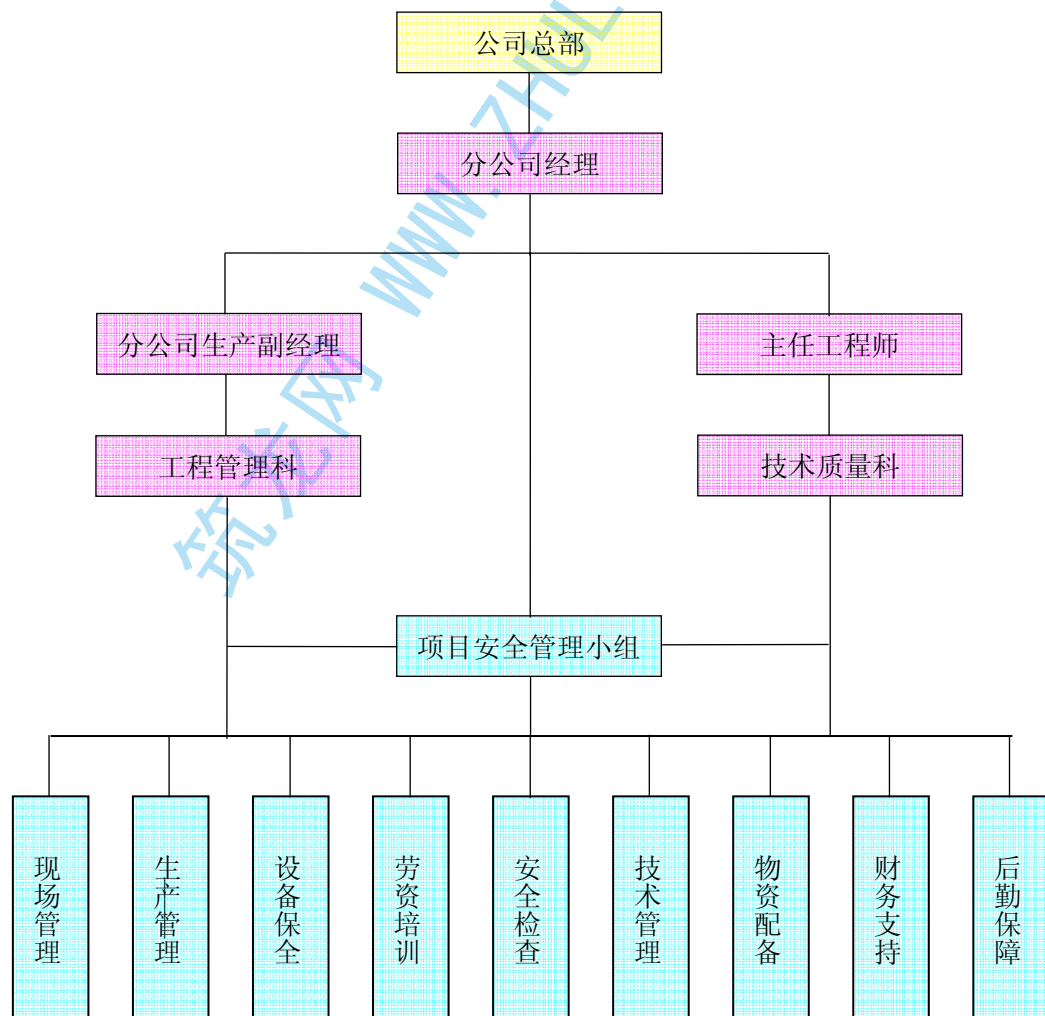 公司总部
分公司经理
分公司生产副经理
主任工程师
工程管理科
技术质量科
项目安全管理小组
现场管理
生产管理
设备保全
劳资培训
安全检查
技术管理
物资配备
财务支持
后勤保障
筑龙网 WWW.ZHUL